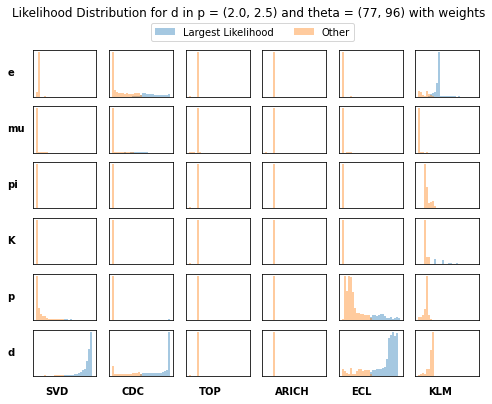 Likelihood Distribution for d in p = (2.0, 2.5) and theta = (77, 96) with weights
Largest Likelihood Other
e
mu
pi
K
p
d
SVD CDC TOP ARICH ECL KLM